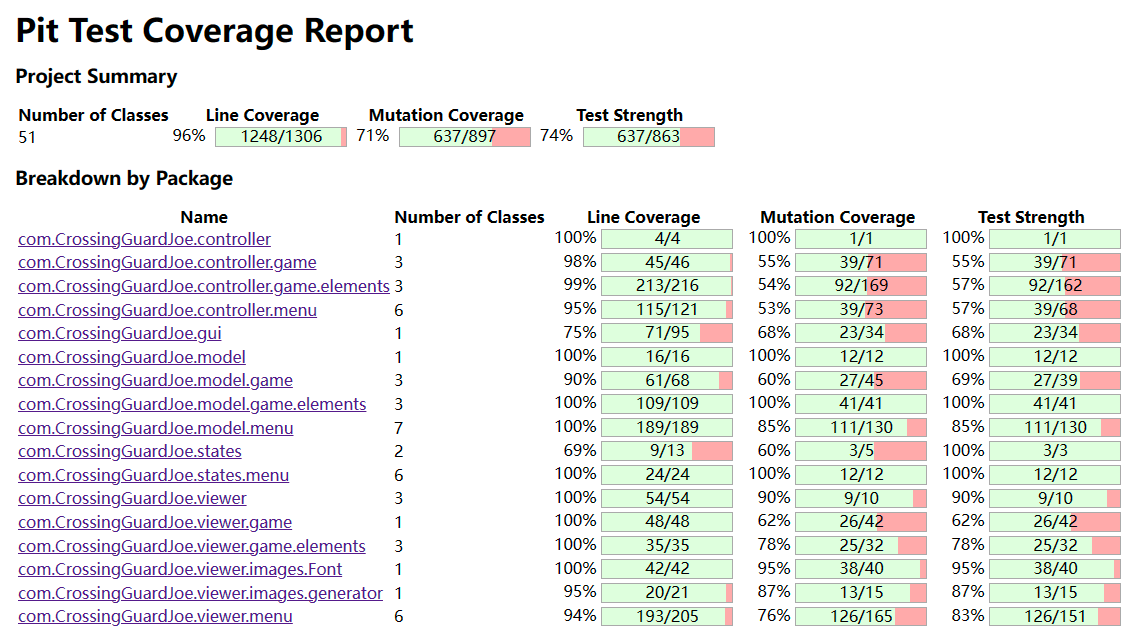 Pit Test Coverage Report
Project Summary
Number of Classes Line Coverage Mutation Coverage Test Strength
51 96% 1248/1306 71% 637/897 74% 637/863
Breakdown by Package
Name Number of Classes Line Coverage Mutation Coverage Test Strength
com.CrossingGuardJoe.controller 1 100% 4/4 100% 1/1 100% 1/1
com.CrossingGuardJoe.controller.game 3 98% 45/46 55% 39/71 55% 39/71
com.CrossingGuardJoe.controller.game.elements 3 99% 213/216 54% 92/169 57% 92/162
com.CrossingGuardJoe.controller.menu 6 95% 115/121 53% 39/73 57% 39/68
com.CrossingGuardJoe.gui 1 75% 71/95 68% 23/34 68% 23/34
com.CrossingGuardJoe.model 1 100% 16/16 100% 12/12 100% 12/12
com.CrossingGuardJoe.model.game 3 90% 61/68 60% 27/45 69% 27/39
com.CrossingGuardJoe.model.game.elements 3 100% 109/109 100% 41/41 100% 41/41
com.CrossingGuardJoe.model.menu 7 100% 189/189 85% 111/130 85% 111/130
com.CrossingGuardJoe.states 2 69% 9/13 60% 3/5 100% 3/3
com.CrossingGuardJoe.states.menu 6 100% 24/24 100% 12/12 100% 12/12
com.CrossingGuardJoe.viewer 3 100% 54/54 90% 9/10 90% 9/10
com.CrossingGuardJoe.viewer.game 1 100% 48/48 62% 26/42 62% 26/42
com.CrossingGuardJoe.viewer.game.elements 3 100% 35/35 78% 25/32 78% 25/32
com.CrossingGuardJoe.viewer.images.Font 1 100% 42/42 95% 38/40 95% 38/40
com.CrossingGuardJoe.viewer.images.generator 1 95% 20/21 87% 13/15 87% 13/15
com.CrossingGuardJoe.viewer.menu 6 94% 193/205 76% 126/165 83% 126/151